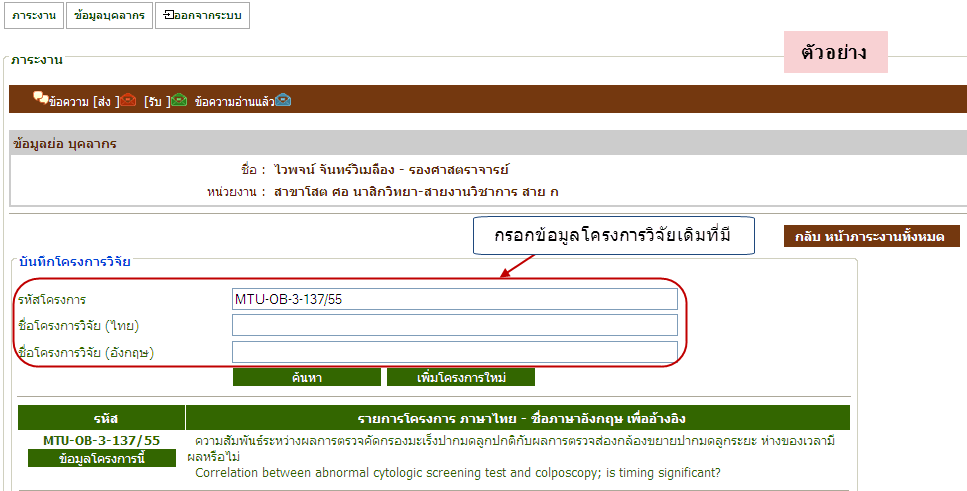 ภาระงาน ข้อมูลบุคลากร ออกจากระบบ
ตัวอย่าง
ภาระงาน
ข้อความ [ส่ง ] [รับ ] ข้อความอ่านแล้ว
ข้อมูลย่อ บุคลากร
ชื่อ : ไวพจน์ จันทร์วิเมลือง - รองศาสตราจารย์
หน่วยงาน : สาขาโสต ศอ นาสิกวิทยา-สายงานวิชาการ สาย ก
กรอกข้อมูลโครงการวิจัยเดิมที่มี
กลับ หน้าภาระงานทั้งหมด
บันทึกโครงการวิจัย
รหัสโครงการ MTU-OB-3-137/55
ชื่อโครงการวิจัย (ไทย)
ชื่อโครงการวิจัย (อังกฤษ)
ค้นหา เพิ่มโครงการใหม่
รหัส รายการโครงการ ภาษาไทย - ชื่อภาษาอังกฤษ เพื่ออ้างอิง
MTU-OB-3-137/55 ความสัมพันธ์ระหว่างผลการตรวจคัดกรองมะเร็งปากมดลูกปกติกับผลการตรวจส่องกล้องขยายปากมดลูกระยะ ห่างของเวลามี
ข้อมูลโครงการนี้ ผลหรือไม่
Correlation between abnormal cytologic screening test and colposcopy; is timing significant?